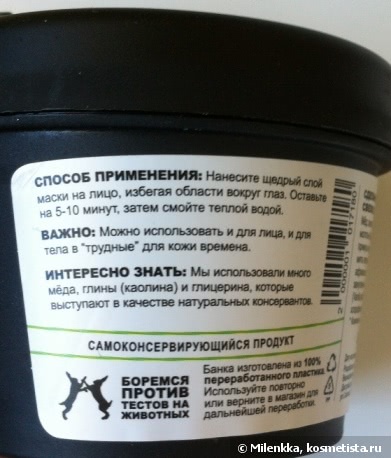 СПОСОБ ПРИМЕНЕНИЯ: Нанесите щедрый слой
маски на лицо, избегая области вокруг глаз. Оставьте
на 5-10 минут, затем смойте теплой водой.
ВАЖНО: Можно использовать и для лица, и для
тела в "трудные" для кожи времена.
ИНТЕРЕСНО ЗНАТЬ: Мы использовали много
мёда, глины (каолина) и глицерина, которые
выступают в качестве натуральных консервантов.
САМОКОНСЕРВИРУЮЩИЙСЯ ПРОДУКТ
БОРЕМСЯ
ПРОТИВ
ТЕСТОВ НА
ЖИВОТНЫХ
Банка изготовлена из 100%
переработанного пластика.
Используйте повторно
или верните в магазин для
дальнейшей переработки.
2 000001 017180
© Milenkka, kosmetista.ru